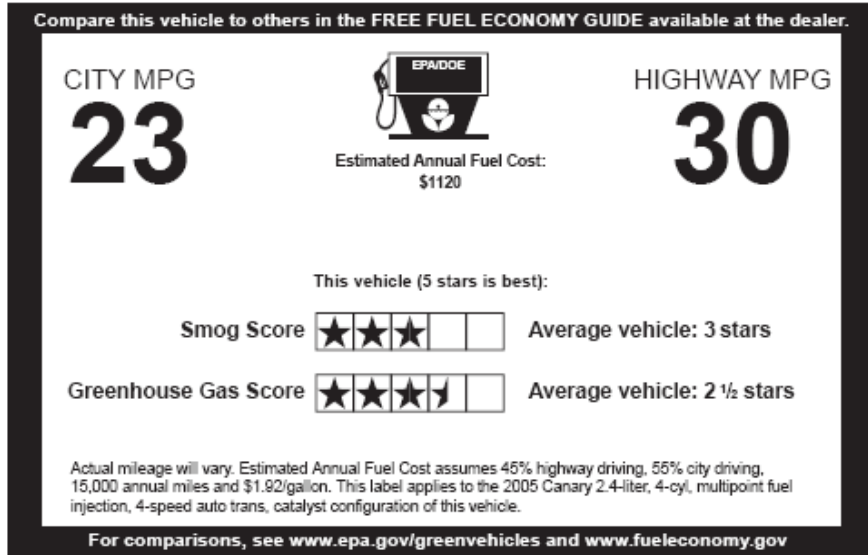 Compare this vehicle to others in the FREE FUEL ECONOMY GUIDE available at the dealer.
CITY MPG
23
EPA/DOE
Estimated Annual Fuel Cost:
$1120
HIGHWAY MPG
30
This vehicle (5 stars is best):
Smog Score
Average vehicle: 3 stars
Greenhouse Gas Score
Average vehicle: 2 ½ stars
Actual mileage will vary. Estimated Annual Fuel Cost assumes 45% highway driving, 55% city driving,
15,000 annual miles and $1.92/gallon. This label applies to the 2005 Canary 2.4-liter, 4-cyl, multipoint fuel
injection, 4-speed auto trans, catalyst configuration of this vehicle.
For comparisons, see www.epa.gov/greenvehicles and www.fueleconomy.gov